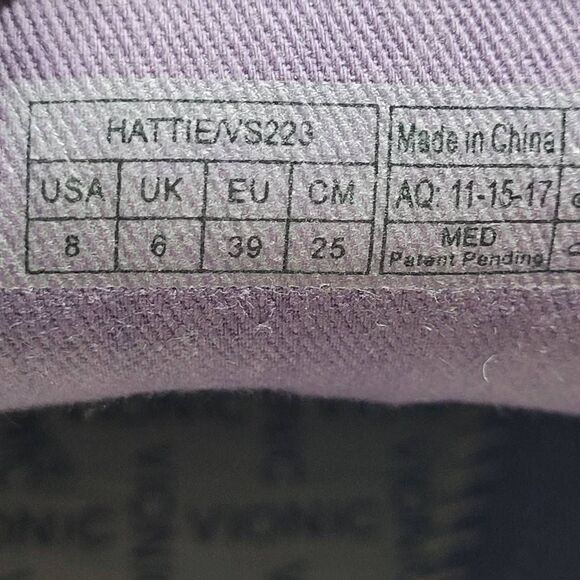 HATTIE/VS223
USA UK EU CM
8 6 39 25
Made in China
AQ: 11-15-17
MED
Patent Pending
VIONIC